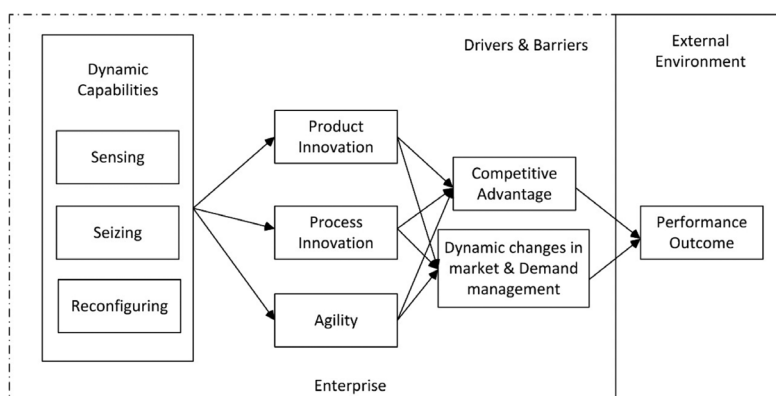 Drivers & Barriers
External
Environment
Dynamic
Capabilities
Sensing
Seizing
Reconfiguring
Product
Innovation
Process
Innovation
Agility
Competitive
Advantage
Dynamic changes in
market & Demand
management
Performance
Outcome
Enterprise